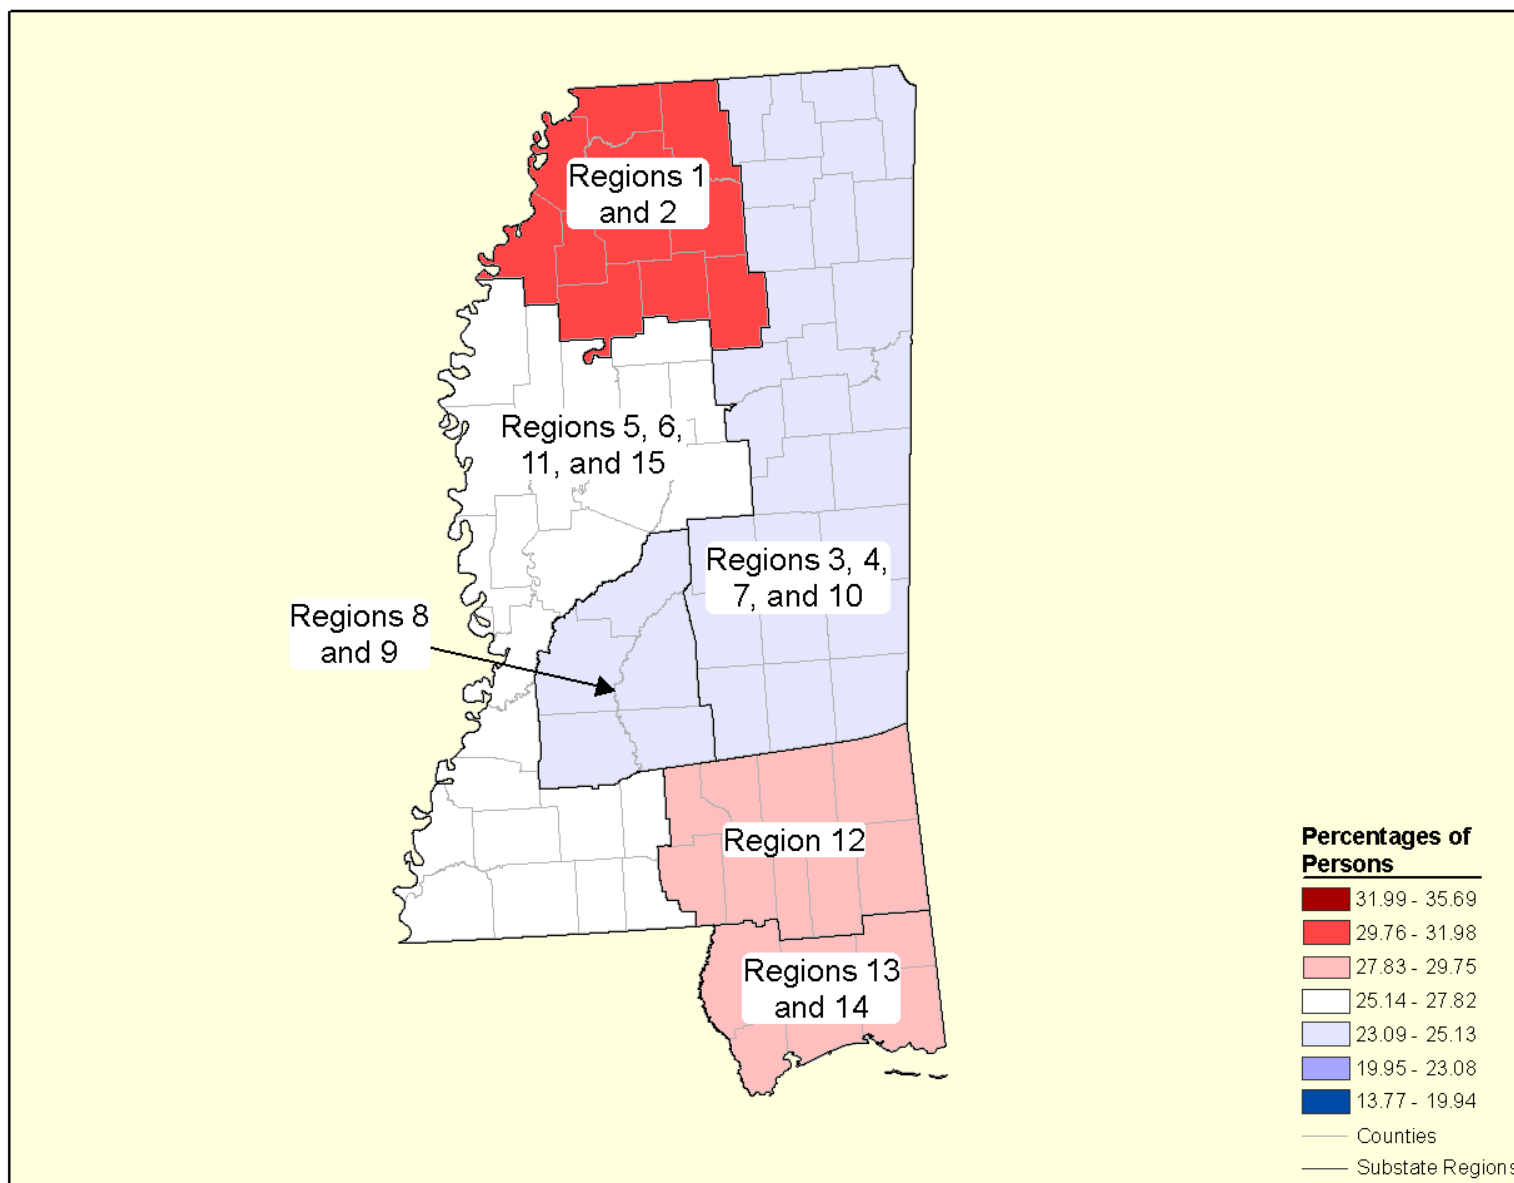 Regions 1
and 2
Regions 5, 6,
11, and 15
Regions 3, 4,
7, and 10
Regions 8
and 9
Region 12
Regions 13
and 14
Percentages of
Persons
31.99 - 35.69
29.76 - 31.98
27.83 - 29.75
25.14 - 27.82
23.09 - 25.13
19.95 - 23.08
13.77 - 19.94
Counties
Substate Regions